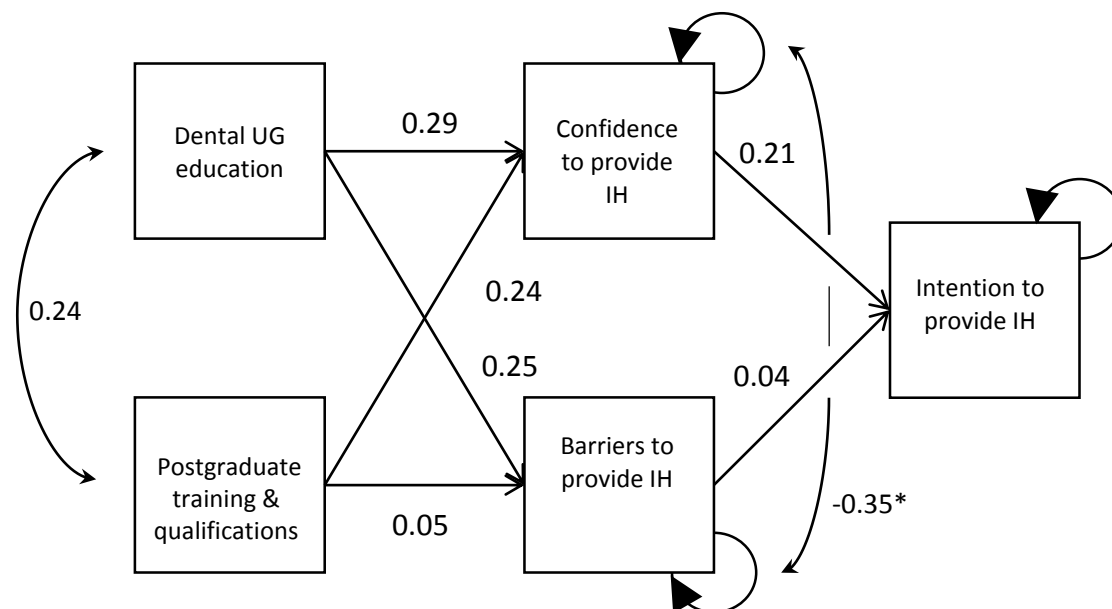 Dental UG
education
0.29
Confidence
to provide
IH
0.21
0.24
0.24
Intention to
provide IH
0.25
0.04
Postgraduate
training &
qualifications
0.05
Barriers to
provide IH
-0.35*